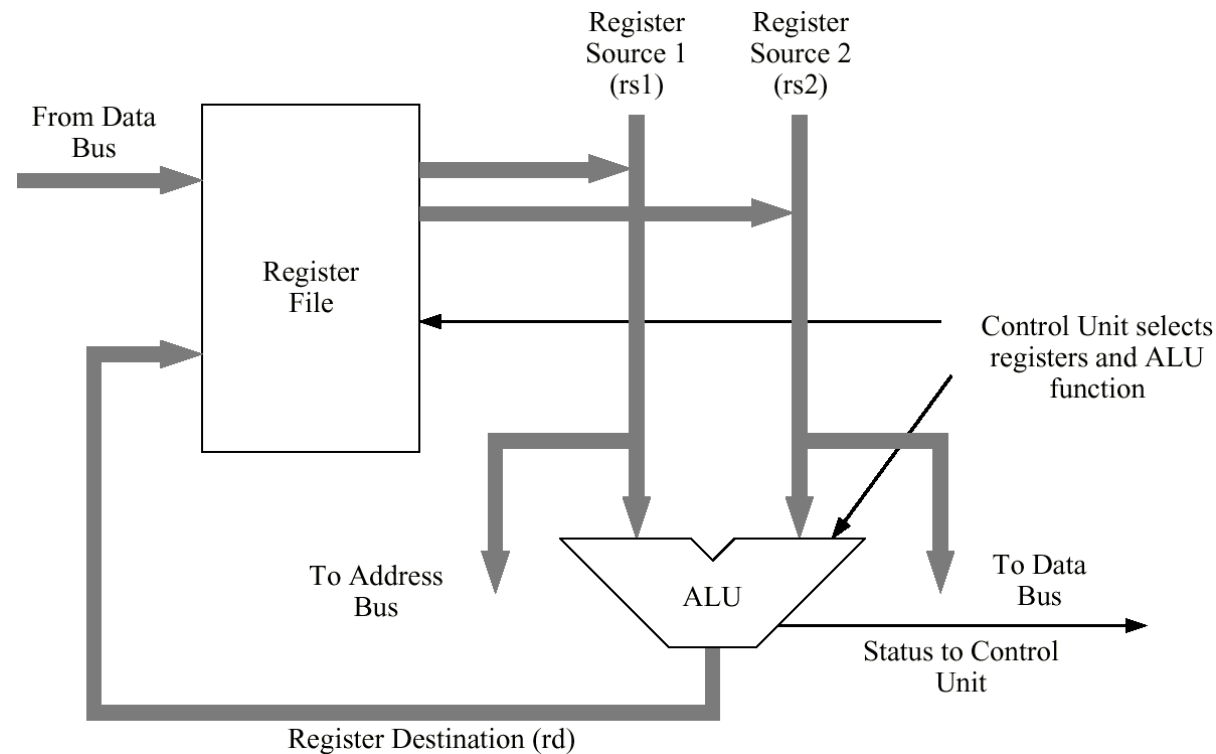 Register
Source 1
(rs1)
Register
Source 2
(rs2)
From Data
Bus
Register
File
Control Unit selects
registers and ALU
function
To Address
Bus
ALU
To Data
Bus
Status to Control
Unit
Register Destination (rd)